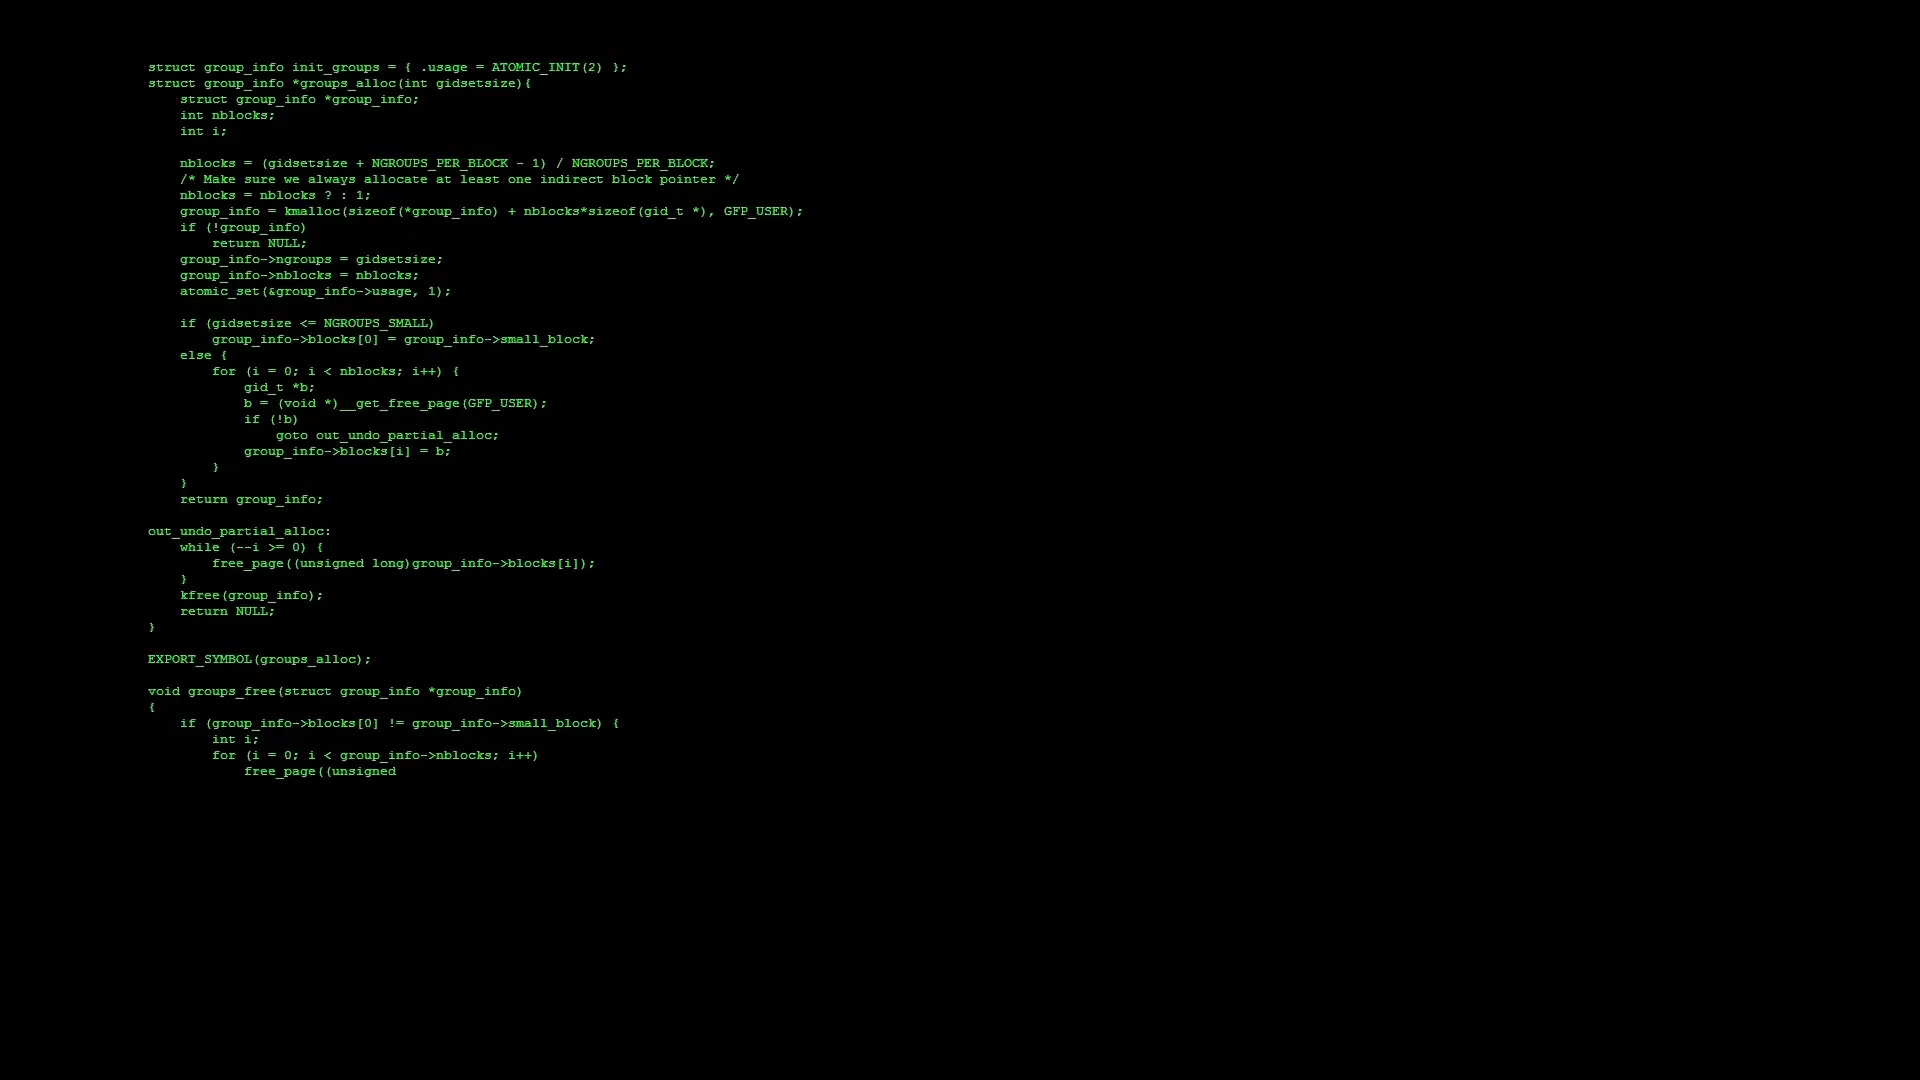 struct group_info init_groups = { .usage = ATOMIC_INIT(2) };
struct group_info *groups_alloc(int gidsetsize){
    struct group_info *group_info;
    int nblocks;
    int i;

    nblocks = (gidsetsize + NGROUPS_PER_BLOCK - 1) / NGROUPS_PER_BLOCK;
    /* Make sure we always allocate at least one indirect block pointer */
    nblocks = nblocks ? : 1;
    group_info = kmalloc(sizeof(*group_info) + nblocks*sizeof(gid_t *), GFP_USER);
    if (!group_info)
        return NULL;
    group_info->ngroups = gidsetsize;
    group_info->nblocks = nblocks;
    atomic_set(&group_info->usage, 1);

    if (gidsetsize <= NGROUPS_SMALL)
        group_info->blocks[0] = group_info->small_block;
    else {
        for (i = 0; i < nblocks; i++) {
            gid_t *b;
            b = (void *)__get_free_page(GFP_USER);
            if (!b)
                goto out_undo_partial_alloc;
            group_info->blocks[i] = b;
        }
    }
    return group_info;

out_undo_partial_alloc:
    while (--i >= 0) {
        free_page((unsigned long)group_info->blocks[i]);
    }
    kfree(group_info);
    return NULL;
}

EXPORT_SYMBOL(groups_alloc);

void groups_free(struct group_info *group_info)
{
    if (group_info->blocks[0] != group_info->small_block) {
        int i;
        for (i = 0; i < group_info->nblocks; i++)
            free_page((unsigned